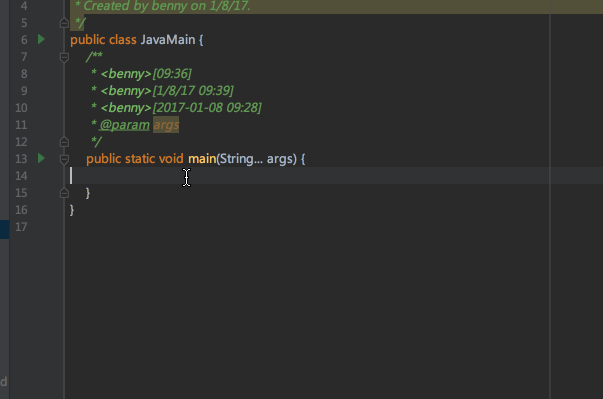 4 * Created by benny on 1/8/17.
5 */
6 public class JavaMain {
7 /**
8 * <benny>[09:36]
9 * <benny>[1/8/17 09:39]
10 * <benny>[2017-01-08 09:28]
11 * @param args
12 */
13 public static void main(String... args) {
14
15 }
16 }
17
d